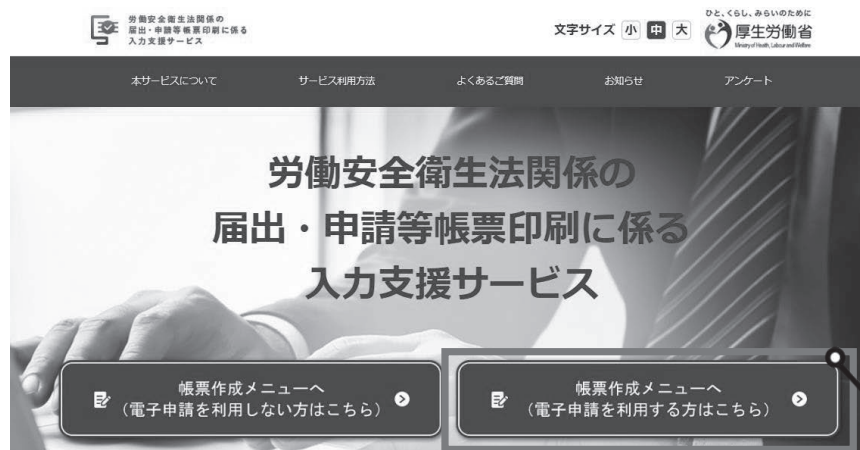 労働安全衛生法関係の
届出・申請等帳票印刷に係る
入力支援サービス
文字サイズ 小 中 大
ひと、くらし、みらいのために
厚生労働省
Ministry of Health, Labour and Welfare
本サービスについて サービス利用方法 よくあるご質問 お知らせ アンケート
労働安全衛生法関係の
届出・申請等帳票印刷に係る
入力支援サービス
帳票作成メニューへ
(電子申請を利用しない方はこちら)
帳票作成メニューへ
(電子申請を利用する方はこちら)